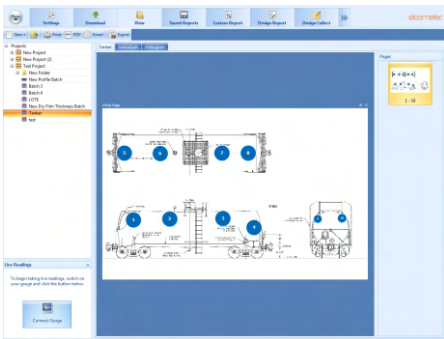 Settings
Download
View
Saved Reports
Custom Report
Design Report
Design Collect
elcometer
New
Print
PDF
Email
Export
Projects
New Project
New Project (2)
Test Project
New Folder
New Profile Batch
Batch 3
Batch 4
LOTE
New Dry Film Thickness Batch
Tanker
test
Tanker
Individuals
Histogram
Pages
1 - 10
5
6
7
8
1
2
3
4
Live Readings
To begin taking live readings, switch on
your gauge and click the button below.
Connect Gauge